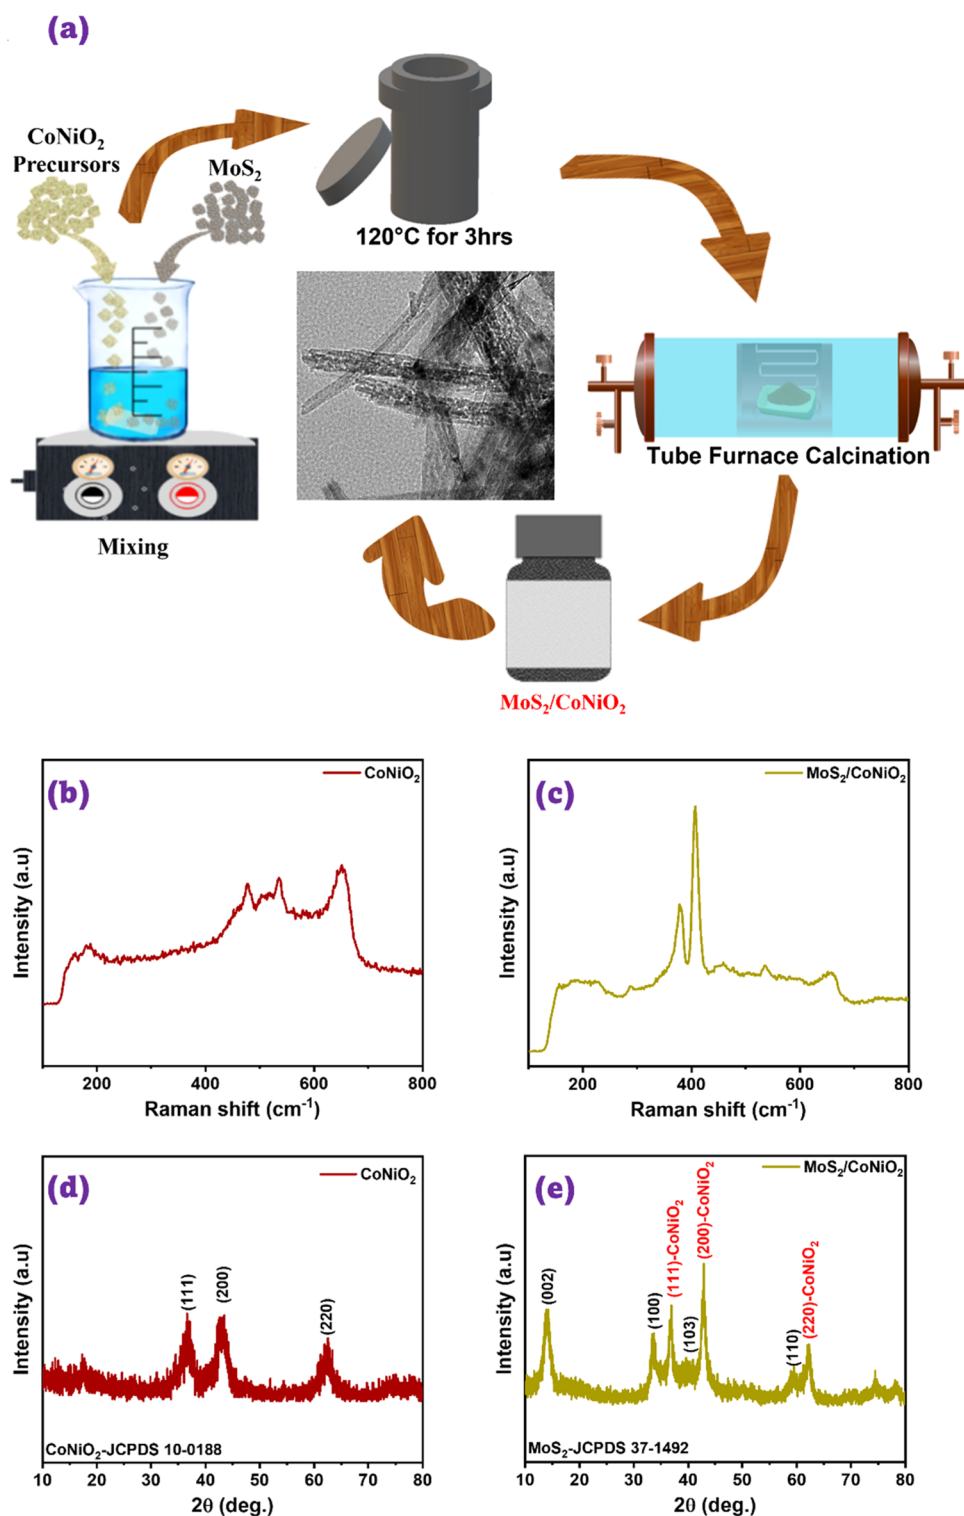 (a)
CoNiO₂
Precursors
MoS₂
120°C for 3hrs
Mixing
Tube Furnace Calcination
MoS₂/CoNiO₂
(b)
CoNiO₂
Intensity (a.u)
200 400 600 800
Raman shift (cm⁻¹)
(c)
MoS₂/CoNiO₂
Intensity (a.u)
200 400 600 800
Raman shift (cm⁻¹)
(d)
CoNiO₂
Intensity (a.u)
(111)
(200)
(220)
CoNiO₂-JCPDS 10-0188
10 20 30 40 50 60 70 80
2θ (deg.)
(e)
MoS₂/CoNiO₂
Intensity (a.u)
(002)
(100)
(111)-CoNiO₂
(103)
(200)-CoNiO₂
(110)
(220)-CoNiO₂
MoS₂-JCPDS 37-1492
10 20 30 40 50 60 70 80
2θ (deg.)